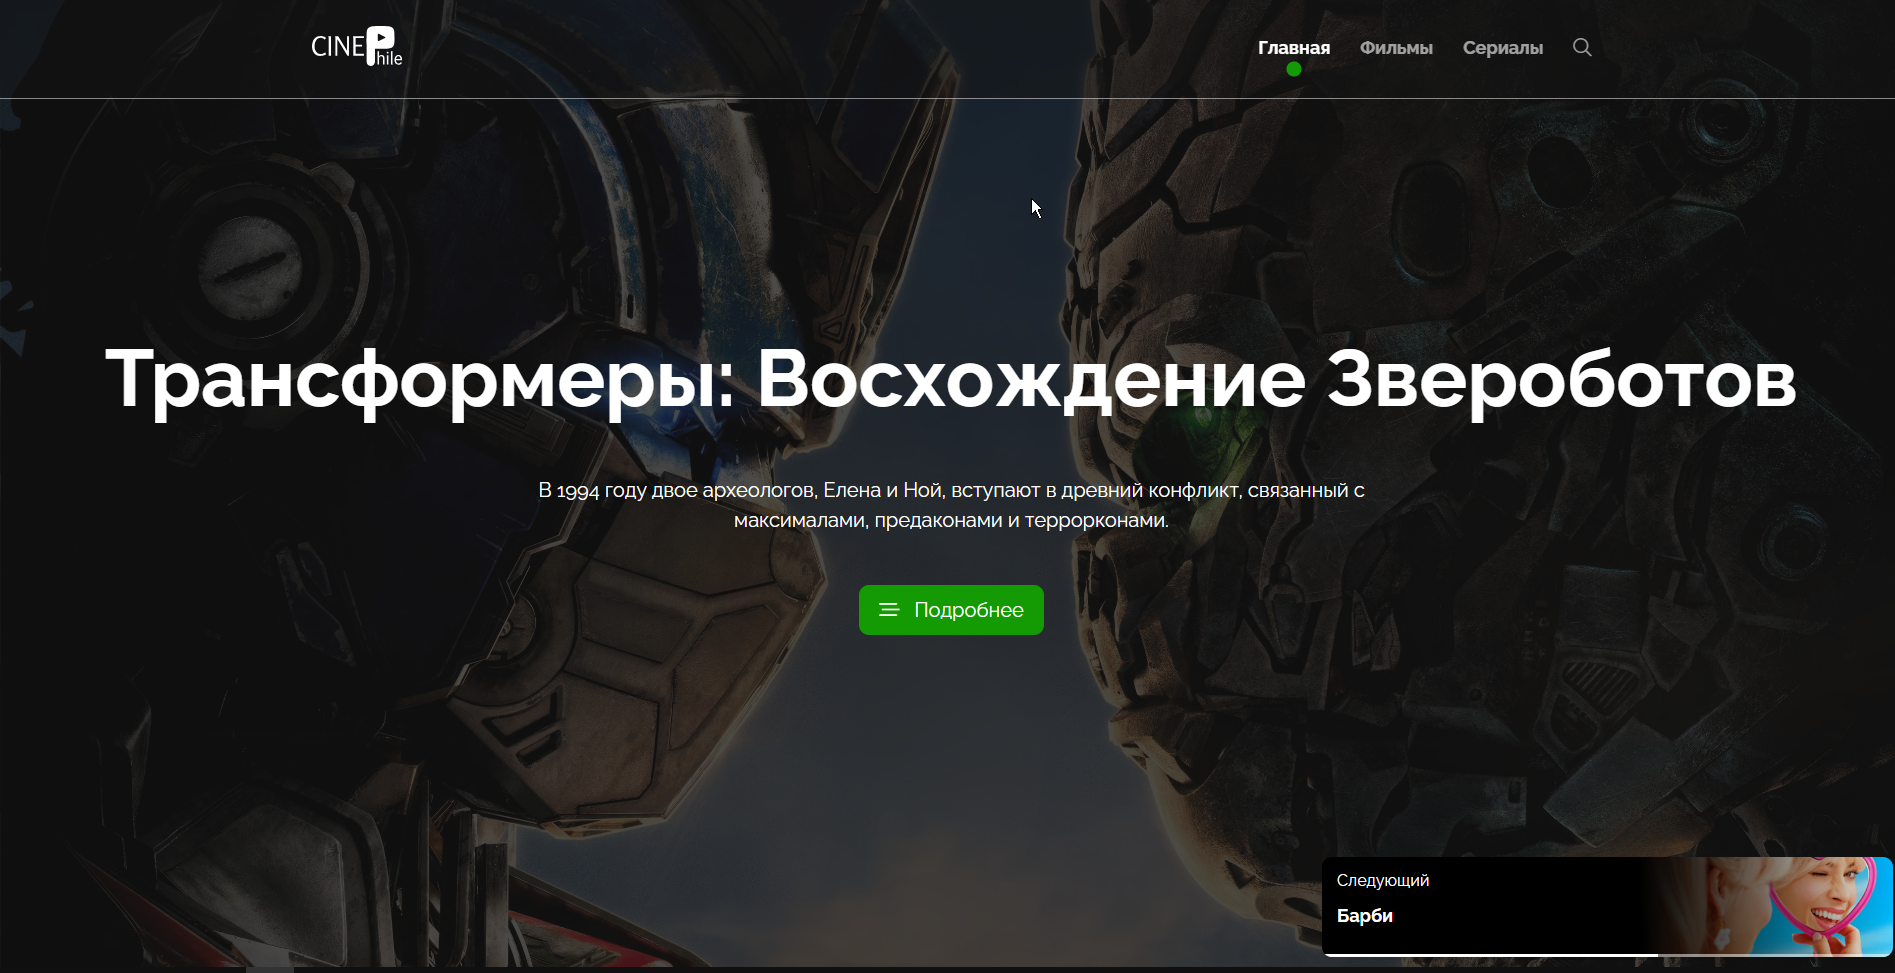 CINEPhile
Главная Фильмы Сериалы
Трансформеры: Восхождение Звероботов
В 1994 году двое археологов, Елена и Ной, вступают в древний конфликт, связанный с
максималами, предаконами и террорконами.
Подробнее
Следующий
Барби